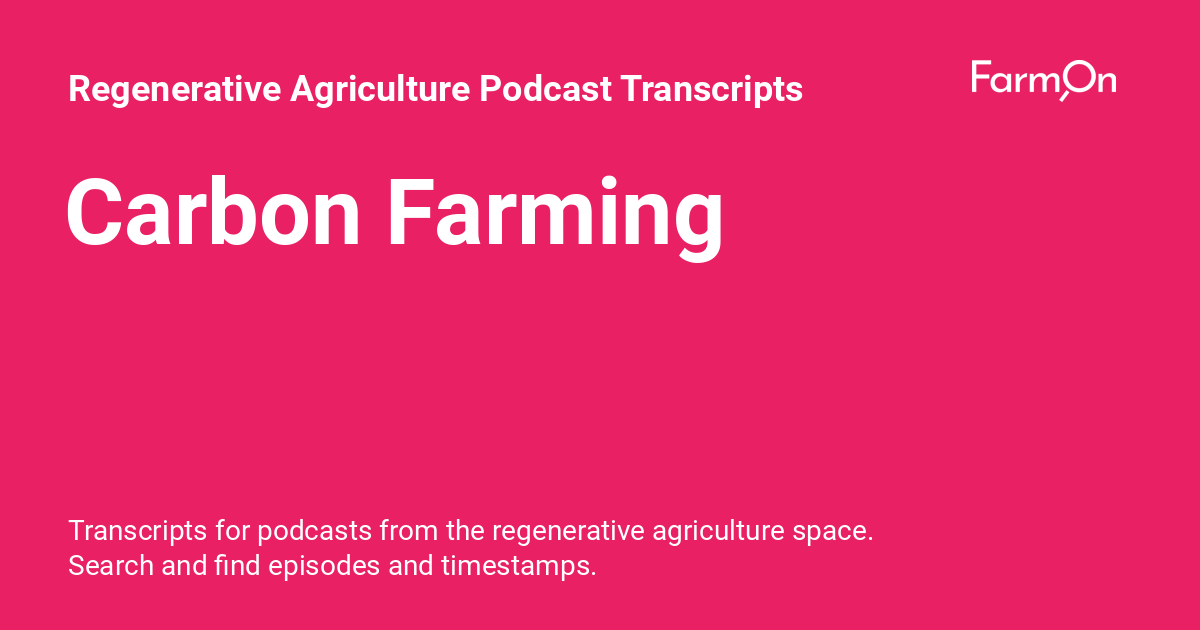 Regenerative Agriculture Podcast Transcripts
FarmOn
Carbon Farming
Transcripts for podcasts from the regenerative agriculture space.
Search and find episodes and timestamps.